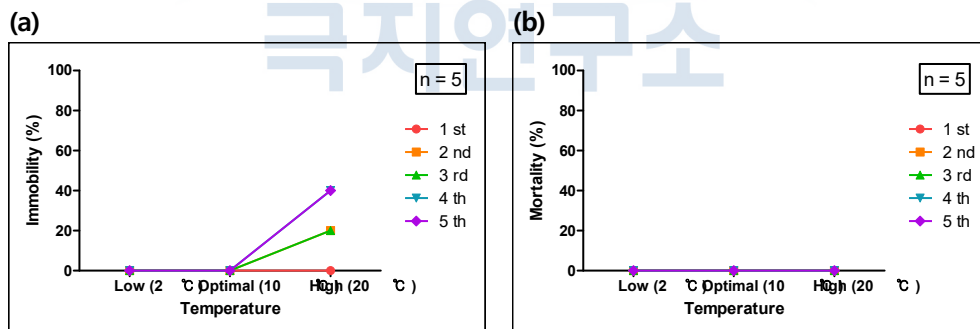 극지연구소
(a)
(b)
n = 5
100
80
60
40
20
0
Immobility (%)
1 st
2 nd
3 rd
4 th
5 th
Low (2 ℃) Optimal (10 ℃) High (20 ℃)
Temperature
n = 5
100
80
60
40
20
0
Mortality (%)
1 st
2 nd
3 rd
4 th
5 th
Low (2 ℃) Optimal (10 ℃) High (20 ℃)
Temperature